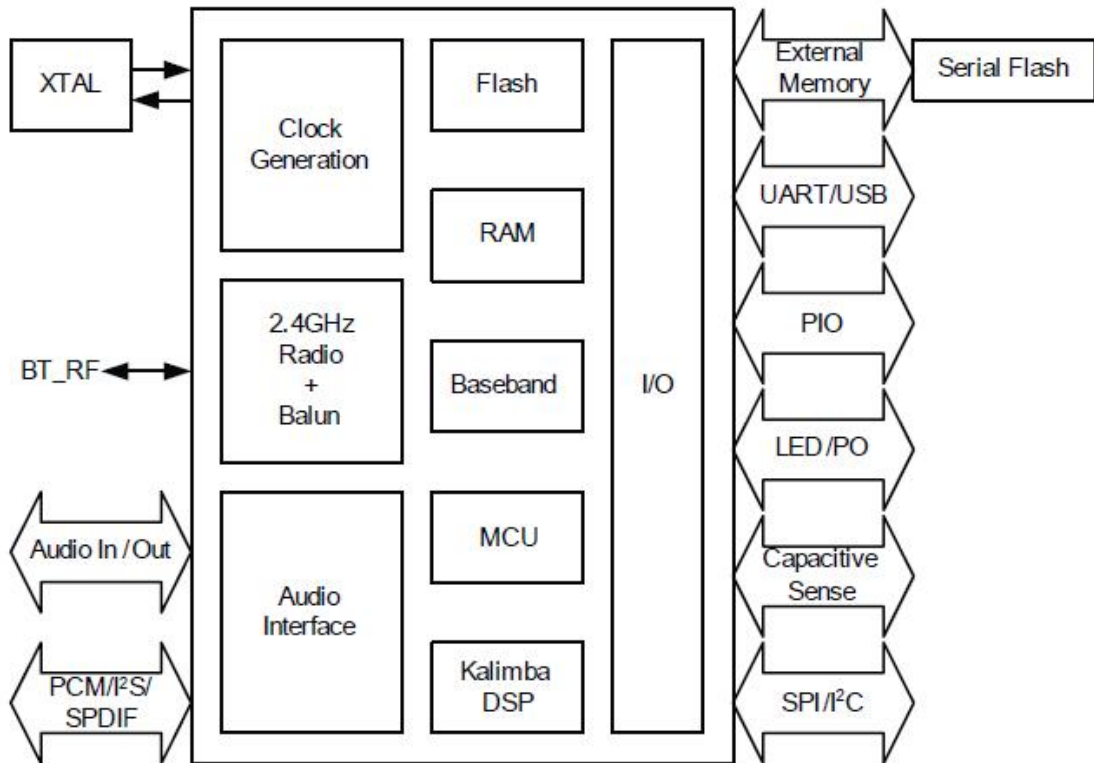 XTAL
BT_RF
Audio In / Out
PCM/I²S/
SPDIF
Clock
Generation
2.4GHz
Radio
+
Balun
Audio
Interface
Flash
RAM
Baseband
MCU
Kalimba
DSP
I/O
External
Memory
UART/USB
PIO
LED/PO
Capacitive
Sense
SPI/I²C
Serial Flash